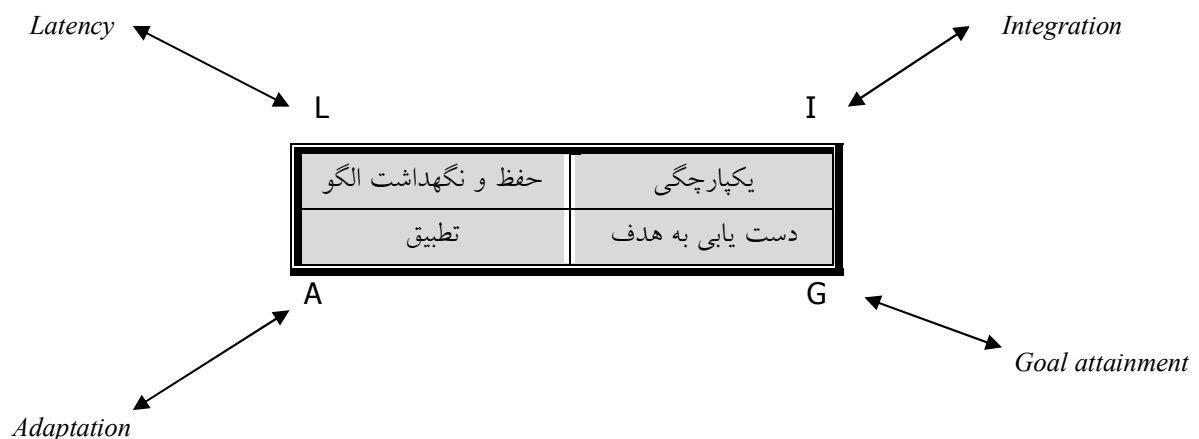 Latency
Integration
L
I
حفظ و نگهداشت الگو
یکپارچگی
تطبیق
دست یابی به هدف
A
G
Goal attainment
Adaptation